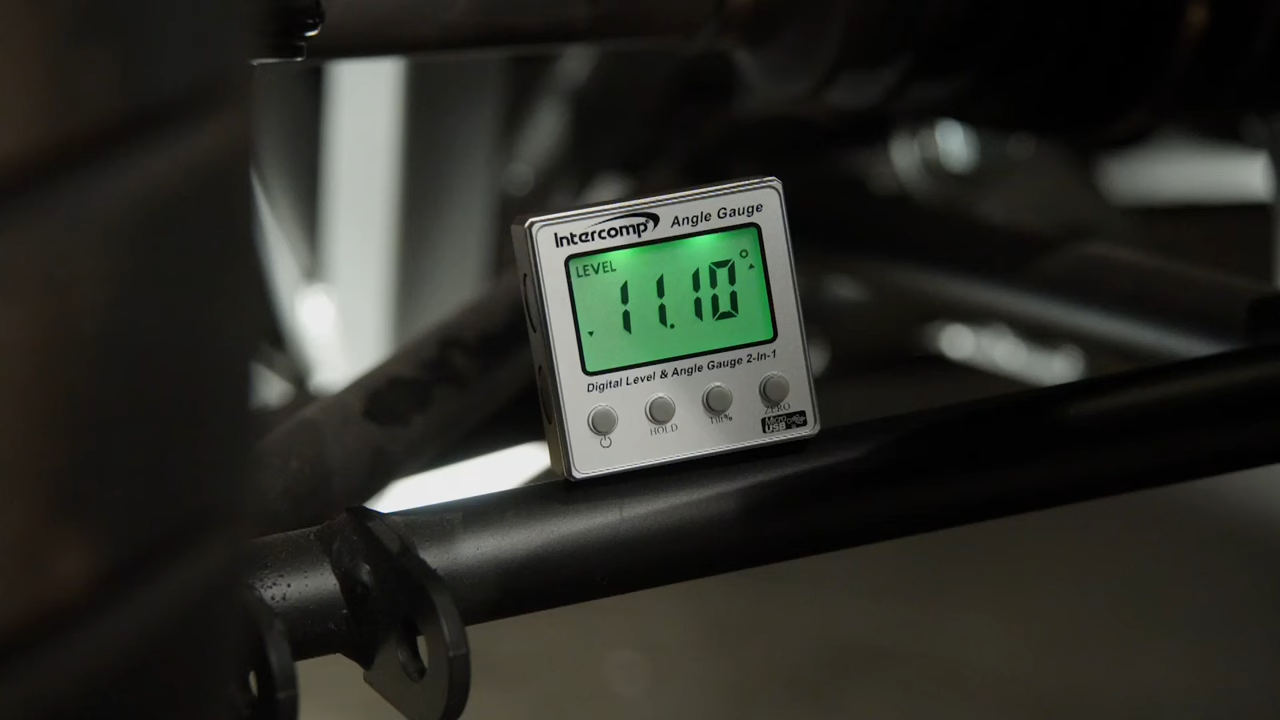 Intercomp® Angle Gauge
LEVEL
11.10°
Digital Level & Angle Gauge 2-In-1
HOLD
Tilt%
ZERO
Micro
USB